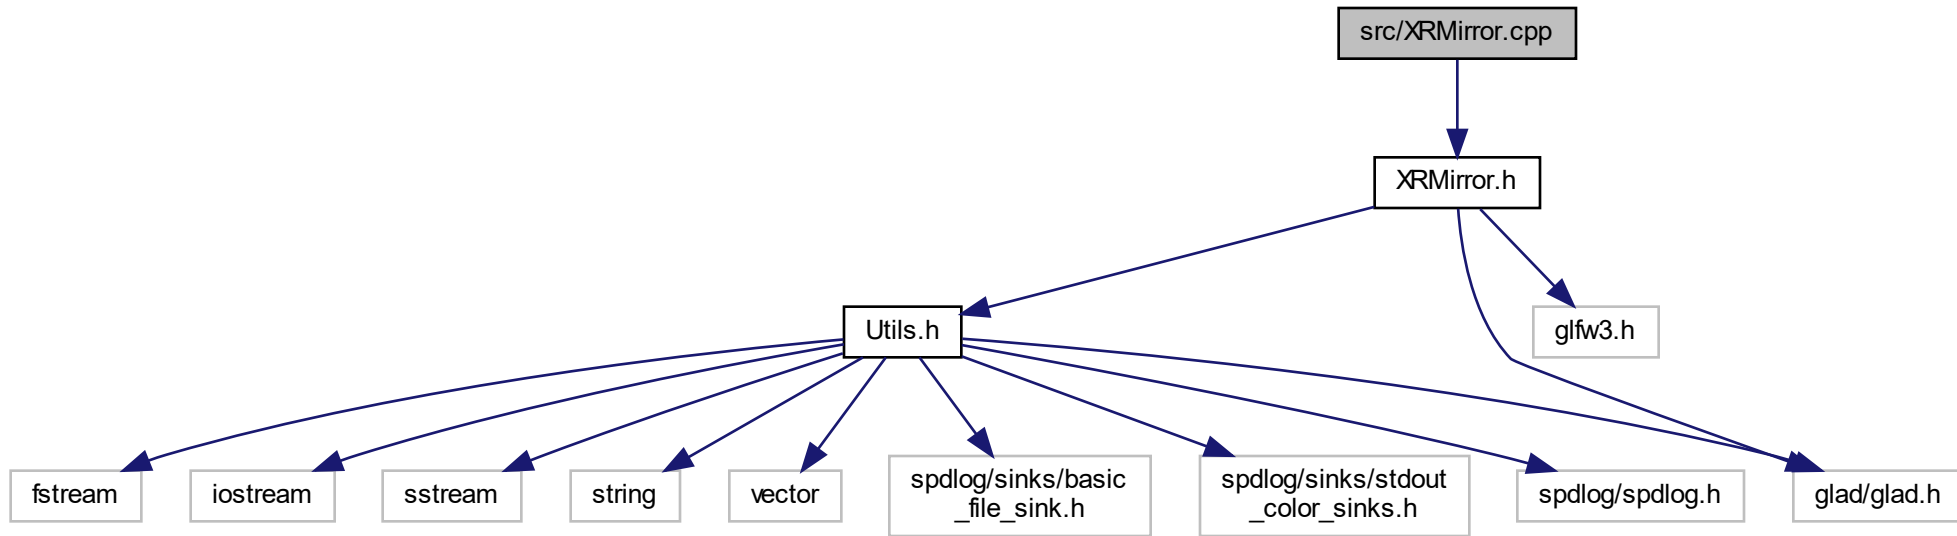 src/XRMirror.cpp
XRMirror.h
Utils.h
glfw3.h
fstream
iostream
sstream
string
vector
spdlog/sinks/basic
_file_sink.h
spdlog/sinks/stdout
_color_sinks.h
spdlog/spdlog.h
glad/glad.h